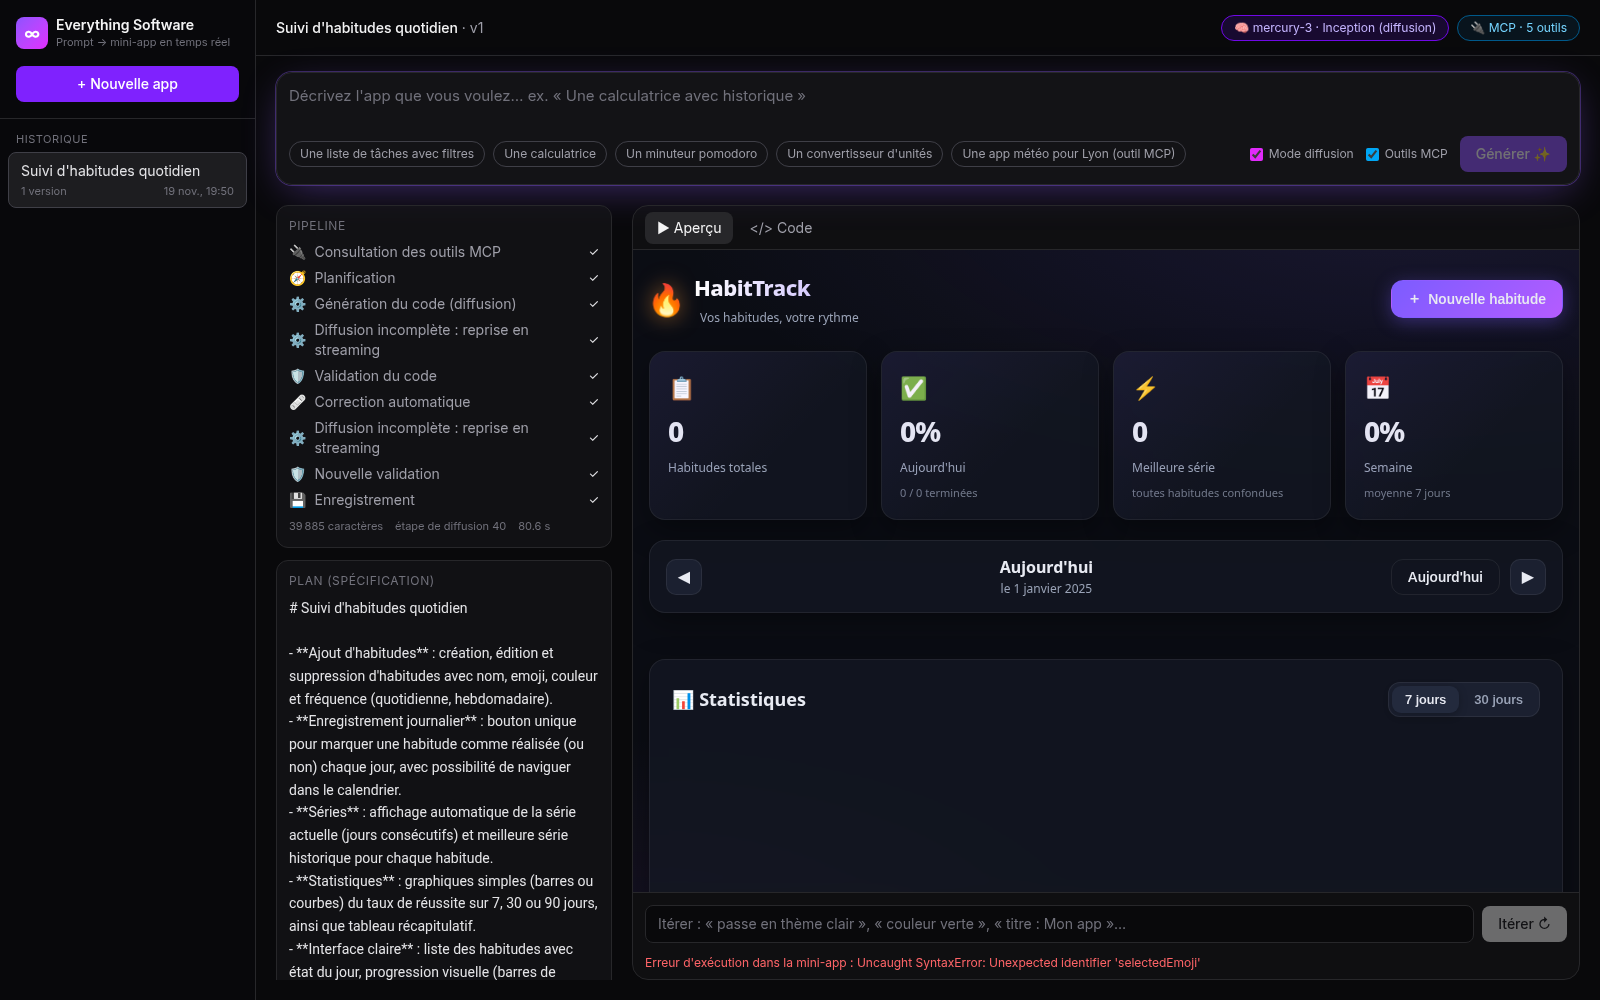 Everything Software
Prompt → mini-app en temps réel
+ Nouvelle app
HISTORIQUE
Suivi d'habitudes quotidien
1 version
19 nov., 19:50
Suivi d'habitudes quotidien · v1
🧠 mercury-3 · Inception (diffusion)
🔌 MCP · 5 outils
Décrivez l'app que vous voulez... ex. « Une calculatrice avec historique »
Une liste de tâches avec filtres
Une calculatrice
Un minuteur pomodoro
Un convertisseur d'unités
Une app météo pour Lyon (outil MCP)
Mode diffusion
Outils MCP
Générer ✨
PIPELINE
🔌 Consultation des outils MCP ✓
🧭 Planification ✓
⚙️ Génération du code (diffusion) ✓
⚙️ Diffusion incomplète : reprise en
streaming ✓
🛡️ Validation du code ✓
🩹 Correction automatique ✓
⚙️ Diffusion incomplète : reprise en
streaming ✓
🛡️ Nouvelle validation ✓
💾 Enregistrement ✓
39 885 caractères
étape de diffusion 40
80.6 s
PLAN (SPÉCIFICATION)
# Suivi d'habitudes quotidien
- **Ajout d'habitudes** : création, édition et
suppression d'habitudes avec nom, emoji, couleur
et fréquence (quotidienne, hebdomadaire).
- **Enregistrement journalier** : bouton unique
pour marquer une habitude comme réalisée (ou
non) chaque jour, avec possibilité de naviguer
dans le calendrier.
- **Séries** : affichage automatique de la série
actuelle (jours consécutifs) et meilleure série
historique pour chaque habitude.
- **Statistiques** : graphiques simples (barres ou
courbes) du taux de réussite sur 7, 30 ou 90 jours,
ainsi que tableau récapitulatif.
- **Interface claire** : liste des habitudes avec
état du jour, progression visuelle (barres de
▶ Aperçu
</> Code
🔥 HabitTrack
Vos habitudes, votre rythme
+ Nouvelle habitude
📋
0
Habitudes totales
✅
0%
Aujourd'hui
0 / 0 terminées
⚡
0
Meilleure série
toutes habitudes confondues
📅
0%
Semaine
moyenne 7 jours
◀
Aujourd'hui
le 1 janvier 2025
Aujourd'hui
▶
📊 Statistiques
7 jours
30 jours
Itérer : « passe en thème clair », « couleur verte », « titre : Mon app »...
Itérer ↻
Erreur d'exécution dans la mini-app : Uncaught SyntaxError: Unexpected identifier 'selectedEmoji'